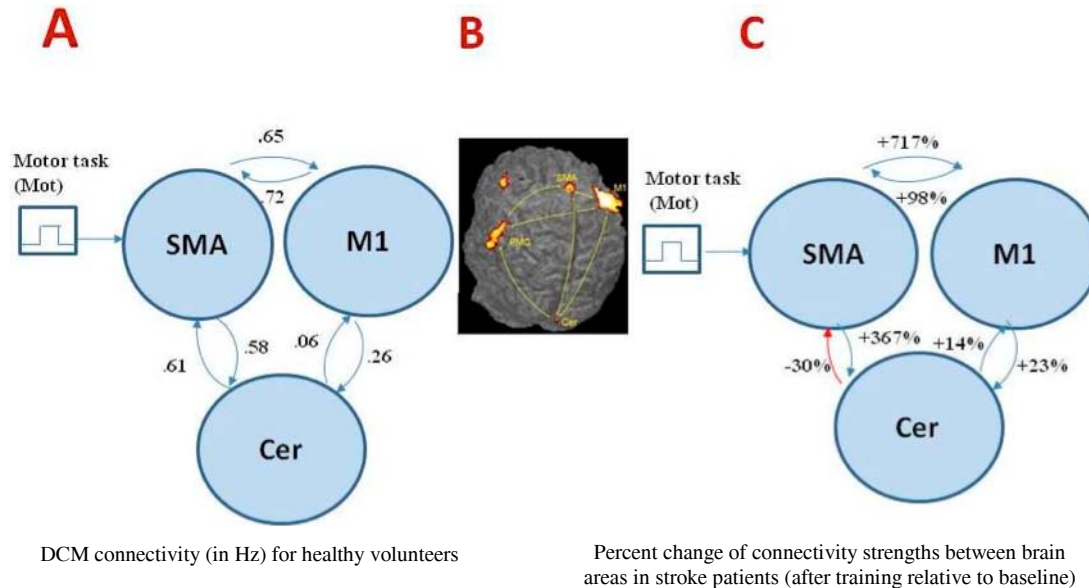 A
B
C
.65
.72
Motor task
(Mot)
SMA
M1
.61
.58
.06
.26
Cer
SMA
M1
PMC
Cer
+717%
+98%
Motor task
(Mot)
SMA
M1
-30%
+367%
+14%
+23%
Cer
DCM connectivity (in Hz) for healthy volunteers
Percent change of connectivity strengths between brain
areas in stroke patients (after training relative to baseline)